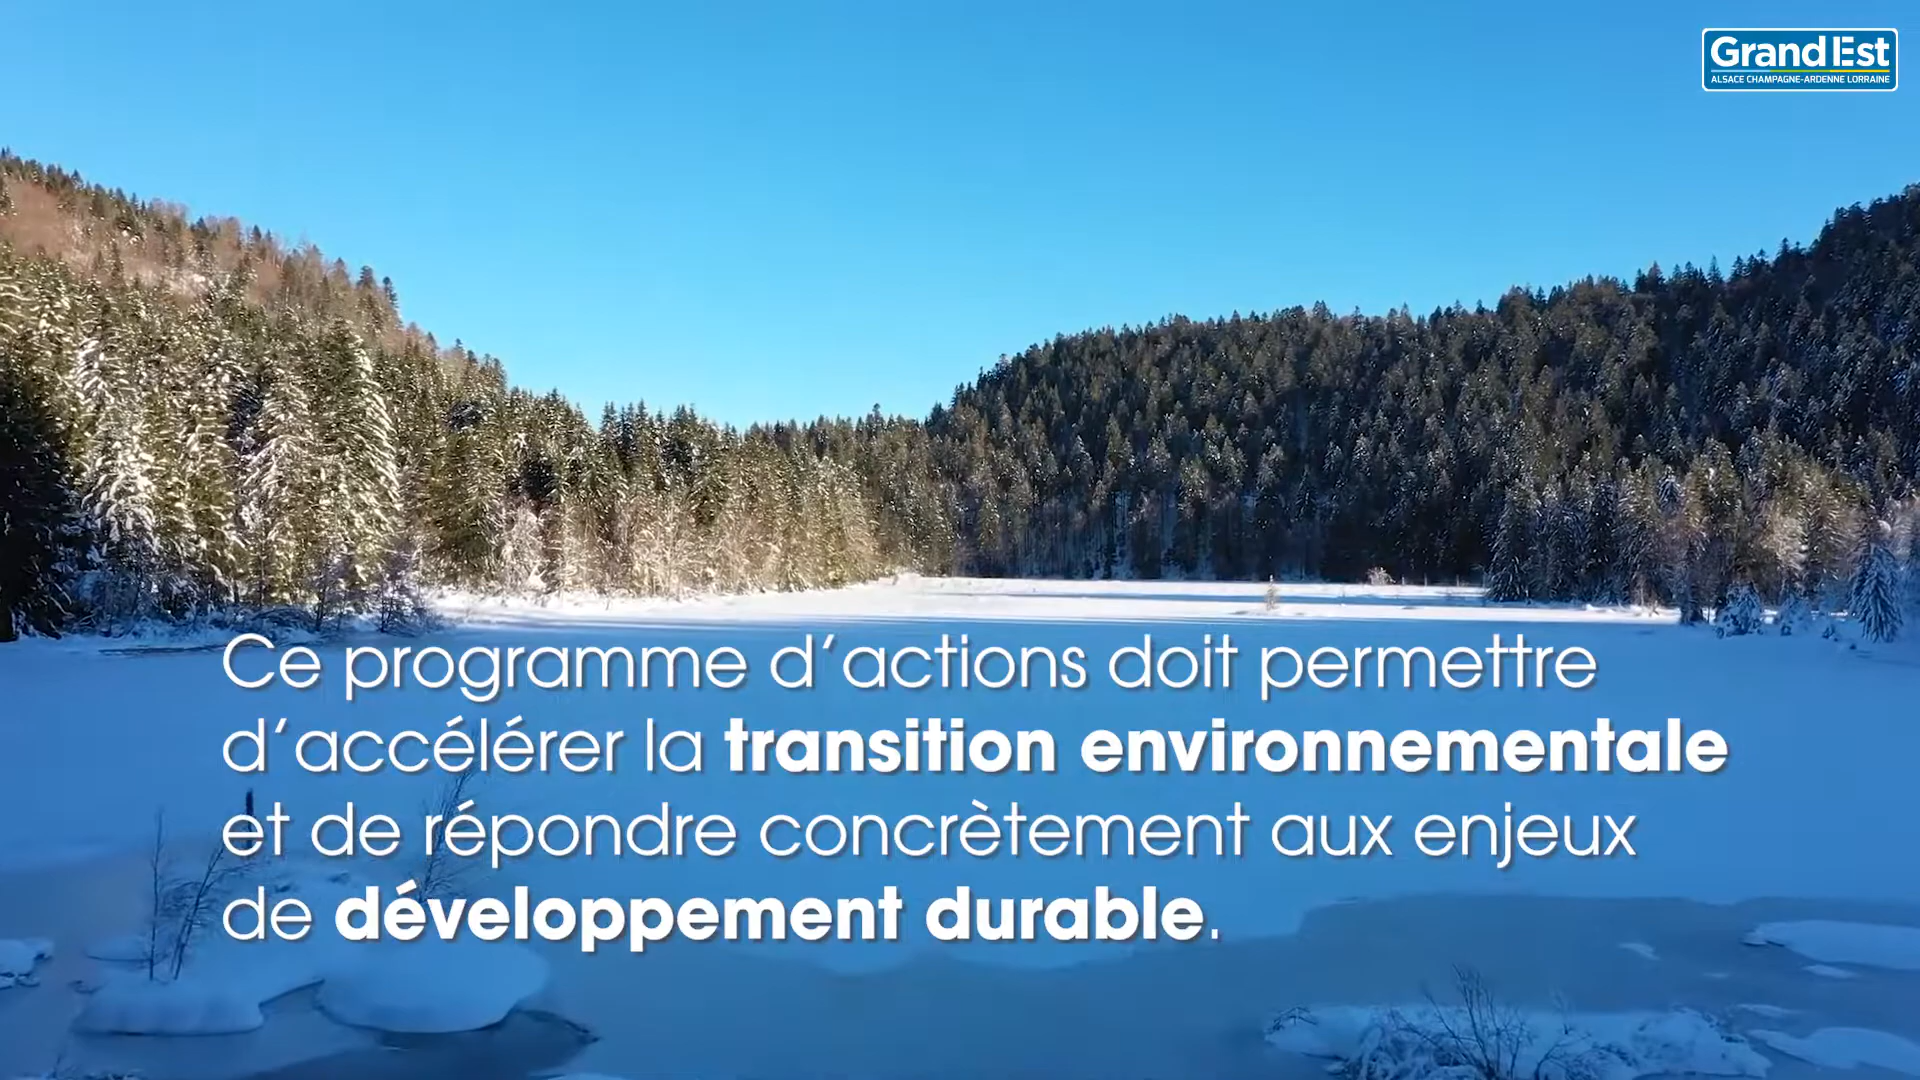 Grand Est
ALSACE CHAMPAGNE-ARDENNE LORRAINE
Ce programme d'actions doit permettre
d'accélérer la transition environnementale
et de répondre concrètement aux enjeux
de développement durable.